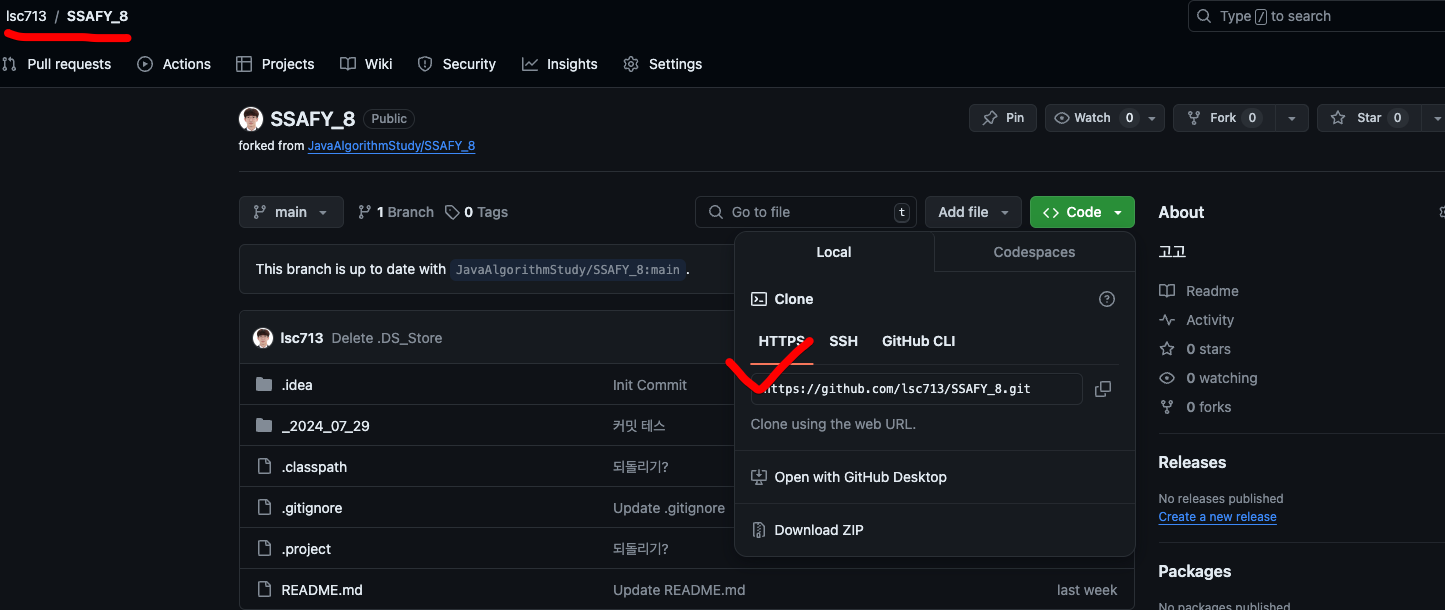 lsc713 / SSAFY_8
Type / to search
Pull requests Actions Projects Wiki Security Insights Settings
SSAFY_8 Public
Pin Watch 0 Fork 0 Star 0
forked from JavaAlgorithmStudy/SSAFY_8
main 1 Branch 0 Tags
Go to file t Add file Code
This branch is up to date with JavaAlgorithmStudy/SSAFY_8:main.
lsc713 Delete .DS_Store
.idea Init Commit
_2024_07_29 커밋 테스
.classpath 되돌리기?
.gitignore Update .gitignore
.project 되돌리기?
README.md Update README.md last week
Local Codespaces
Clone
HTTPS SSH GitHub CLI
https://github.com/lsc713/SSAFY_8.git
Clone using the web URL.
Open with GitHub Desktop
Download ZIP
About
고고
Readme
Activity
0 stars
0 watching
0 forks
Releases
No releases published
Create a new release
Packages
No packages published